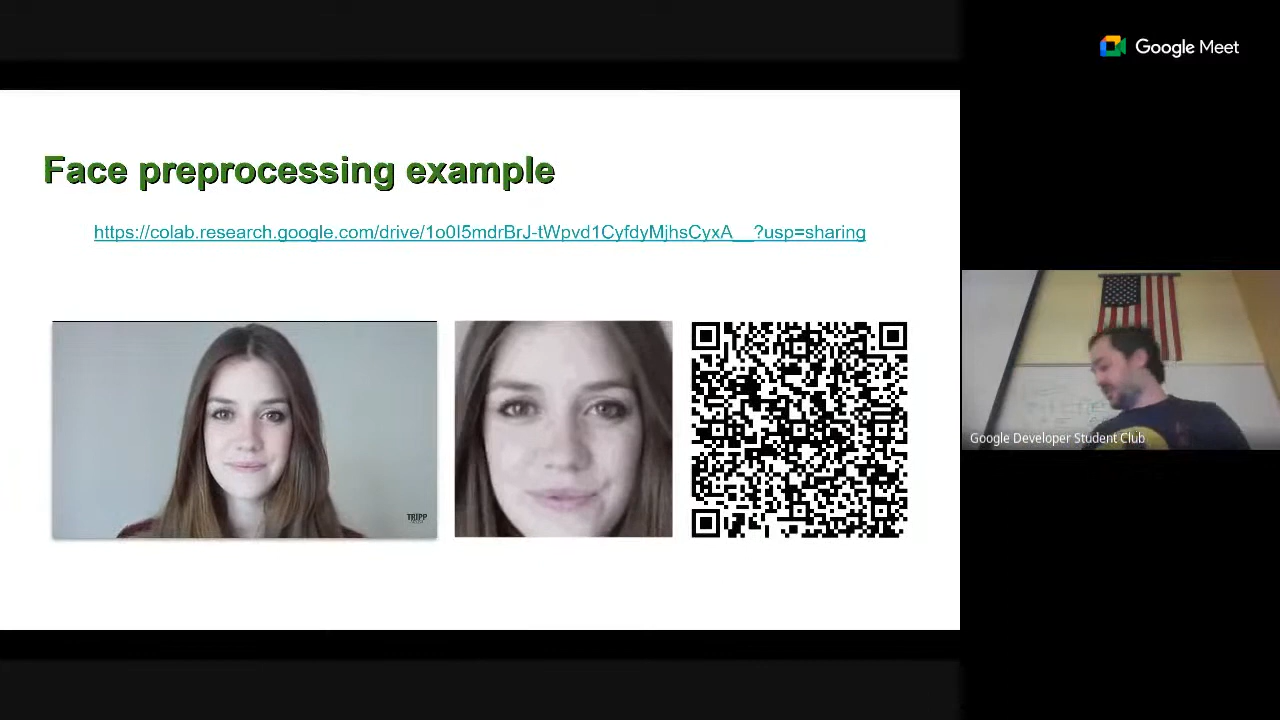 Google Meet
Face preprocessing example
https://colab.research.google.com/drive/1o0I5mdrBrJ-tWpvd1CyfdyMjhsCyxA__?usp=sharing
TRIPP
Google Developer Student Club